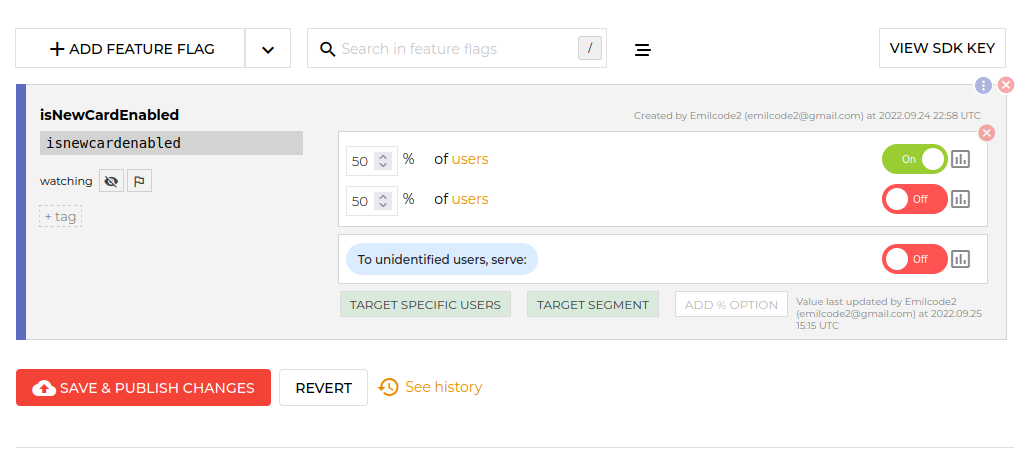 ADD FEATURE FLAG
Search in feature flags
/
VIEW SDK KEY
isNewCardEnabled
Created by Emilcode2 (emilcode2@gmail.com) at 2022.09.24 22:58 UTC
isnewcardenabled
50 % of users On
watching
50 % of users Off
+ tag
To unidentified users, serve: Off
TARGET SPECIFIC USERS
TARGET SEGMENT
ADD % OPTION
Value last updated by Emilcode2
(emilcode2@gmail.com) at 2022.09.25
15:15 UTC
SAVE & PUBLISH CHANGES
REVERT
See history